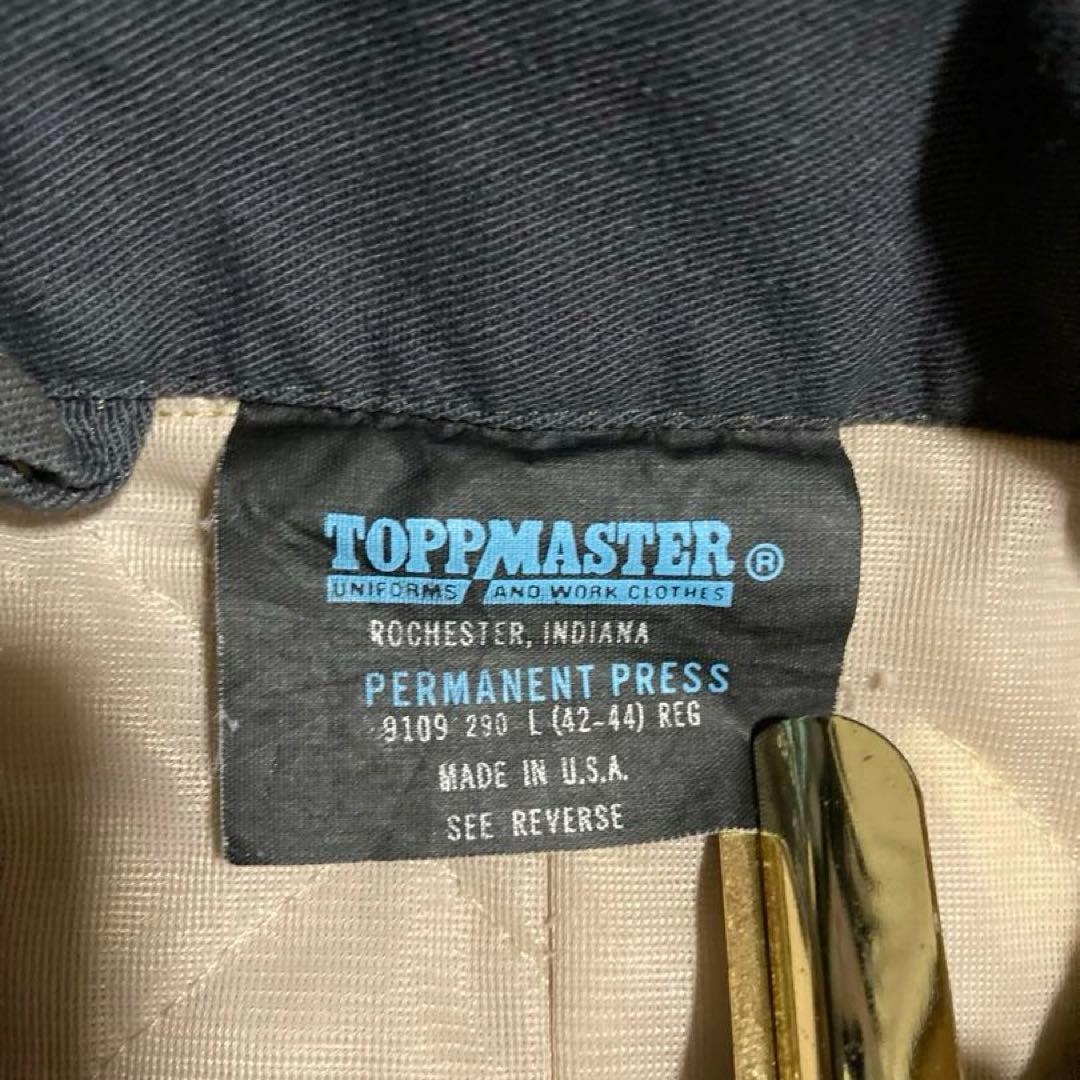 TOPPMASTER®
UNIFORMS AND WORK CLOTHES
ROCHESTER, INDIANA
PERMANENT PRESS
9109 290 L (42-44) REG
MADE IN U.S.A.
SEE REVERSE